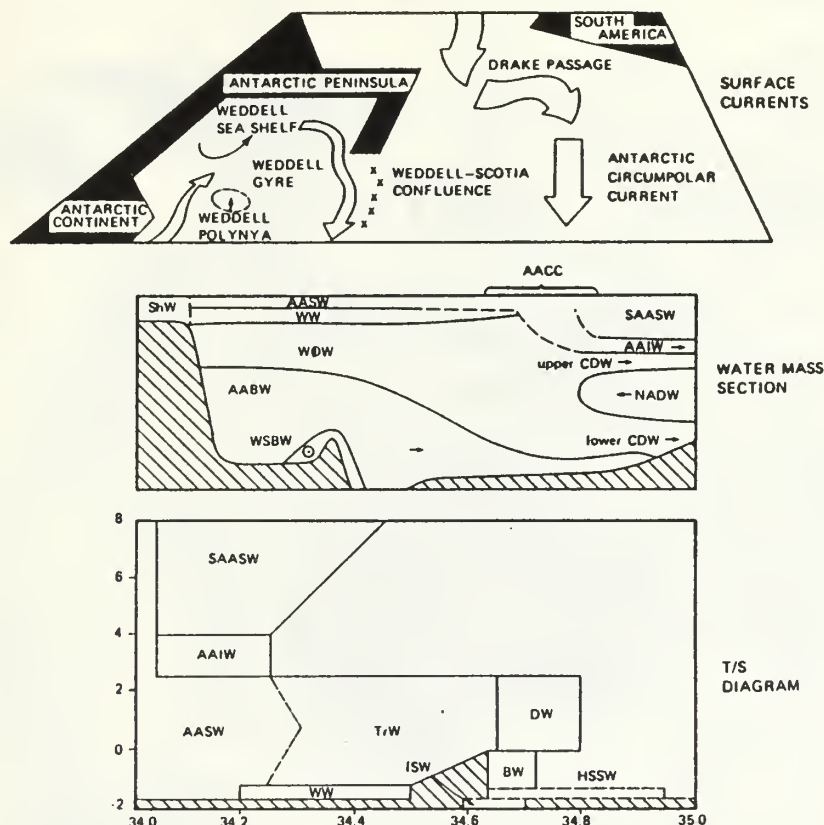 SOUTH
AMERICA
DRAKE PASSAGE
ANTARCTIC PENINSULA
SURFACE
CURRENTS
WEDDELL
SEA SHELF
WEDDELL
GYRE
WEDDELL-SCOTIA
CONFLUENCE
ANTARCTIC
CIRCUMPOLAR
CURRENT
ANTARCTIC
CONTINENT
WEDDELL
POLYNYA
x
x
x
x
x
AACC
ShW
AASW
SAASW
WW
AAIW
WDW
upper CDW
WATER MASS
SECTION
AABW
NADW
WSBW
lower CDW
8
SAASW
6
4
AAIW
T/S
DIAGRAM
2
DW
AASW
TrW
0
ISW
BW
HSSW
WW
-2
34.0 34.2 34.4 34.6 34.8 35.0